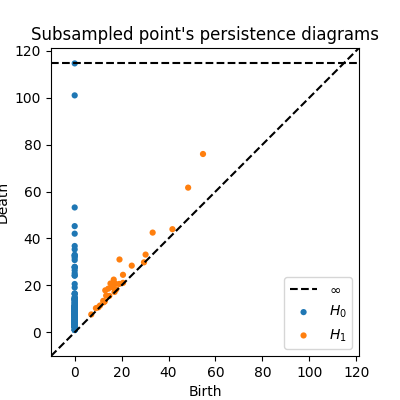 Subsampled point's persistence diagrams
120
100
80
60
40
20
0
Death
∞
H₀
H₁
0 20 40 60 80 100 120
Birth